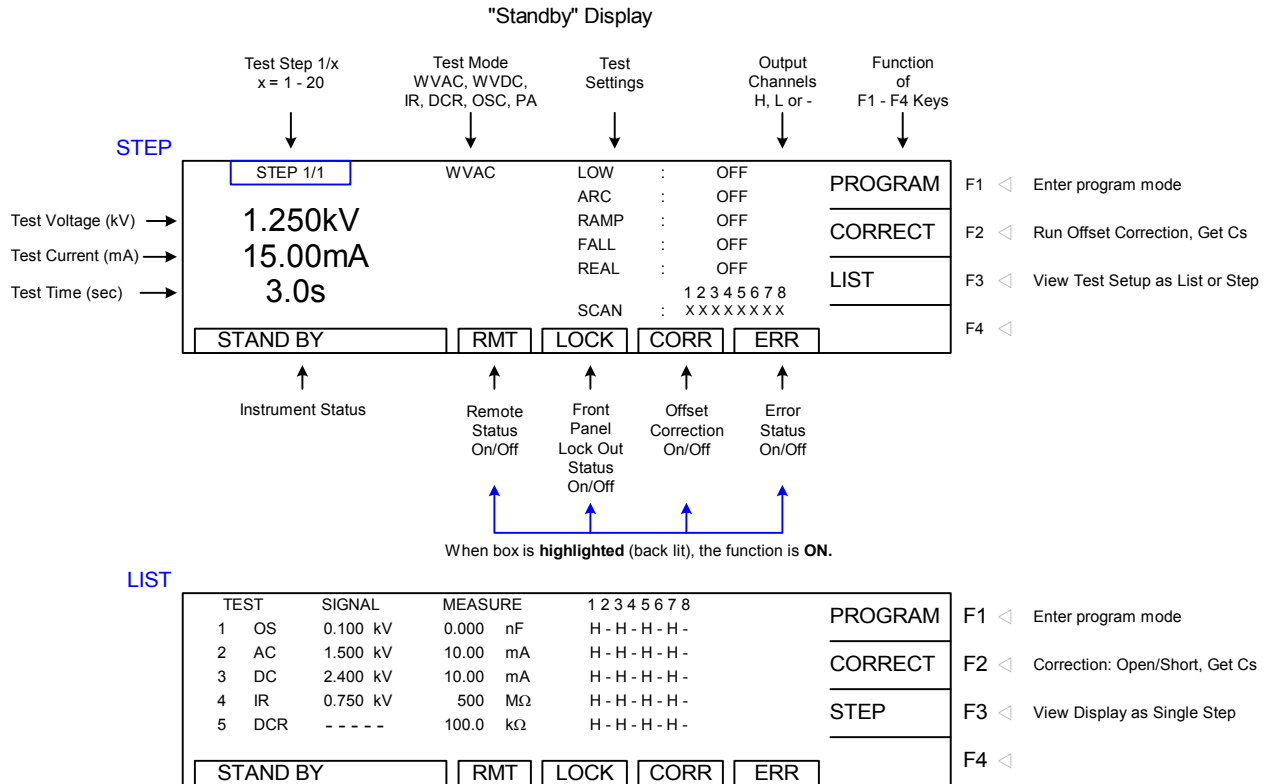 "Standby" Display
Test Step 1/x
x = 1 - 20
Test Mode
WVAC, WVDC,
IR, DCR, OSC, PA
Test
Settings
Output
Channels
H, L or -
Function
of
F1 - F4 Keys
STEP
STEP 1/1
WVAC
LOW : OFF
ARC : OFF
RAMP : OFF
FALL : OFF
REAL : OFF
1 2 3 4 5 6 7 8
SCAN : X X X X X X X X
Test Voltage (kV)
1.250kV
Test Current (mA)
15.00mA
Test Time (sec)
3.0s
PROGRAM F1 Enter program mode
CORRECT F2 Run Offset Correction, Get Cs
LIST F3 View Test Setup as List or Step
F4
STAND BY RMT LOCK CORR ERR
Instrument Status
Remote
Status
On/Off
Front
Panel
Lock Out
Status
On/Off
Offset
Correction
On/Off
Error
Status
On/Off
When box is highlighted (back lit), the function is ON.
LIST
TEST SIGNAL MEASURE 1 2 3 4 5 6 7 8
1 OS 0.100 kV 0.000 nF H - H - H - H -
2 AC 1.500 kV 10.00 mA H - H - H - H -
3 DC 2.400 kV 10.00 mA H - H - H - H -
4 IR 0.750 kV 500 MΩ H - H - H - H -
5 DCR - - - - - 100.0 kΩ H - H - H - H -
PROGRAM F1 Enter program mode
CORRECT F2 Correction: Open/Short, Get Cs
STEP F3 View Display as Single Step
F4
STAND BY RMT LOCK CORR ERR